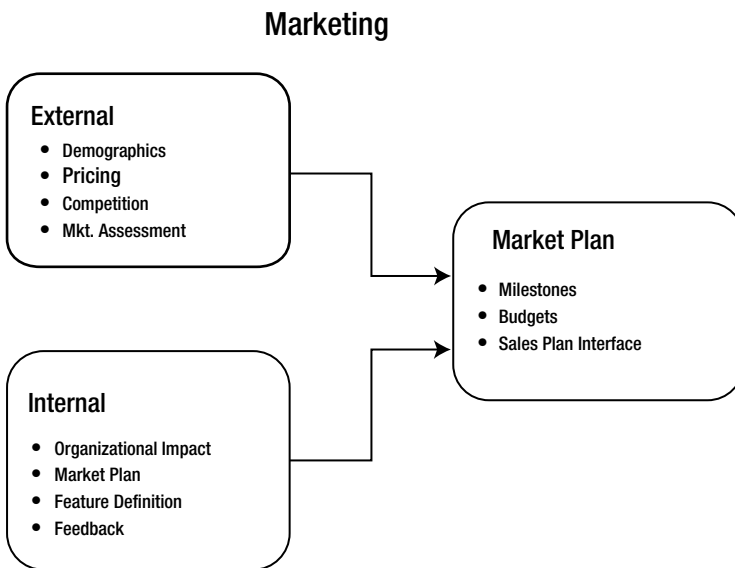 Marketing
External
• Demographics
• Pricing
• Competition
• Mkt. Assessment
Market Plan
• Milestones
• Budgets
• Sales Plan Interface
Internal
• Organizational Impact
• Market Plan
• Feature Definition
• Feedback